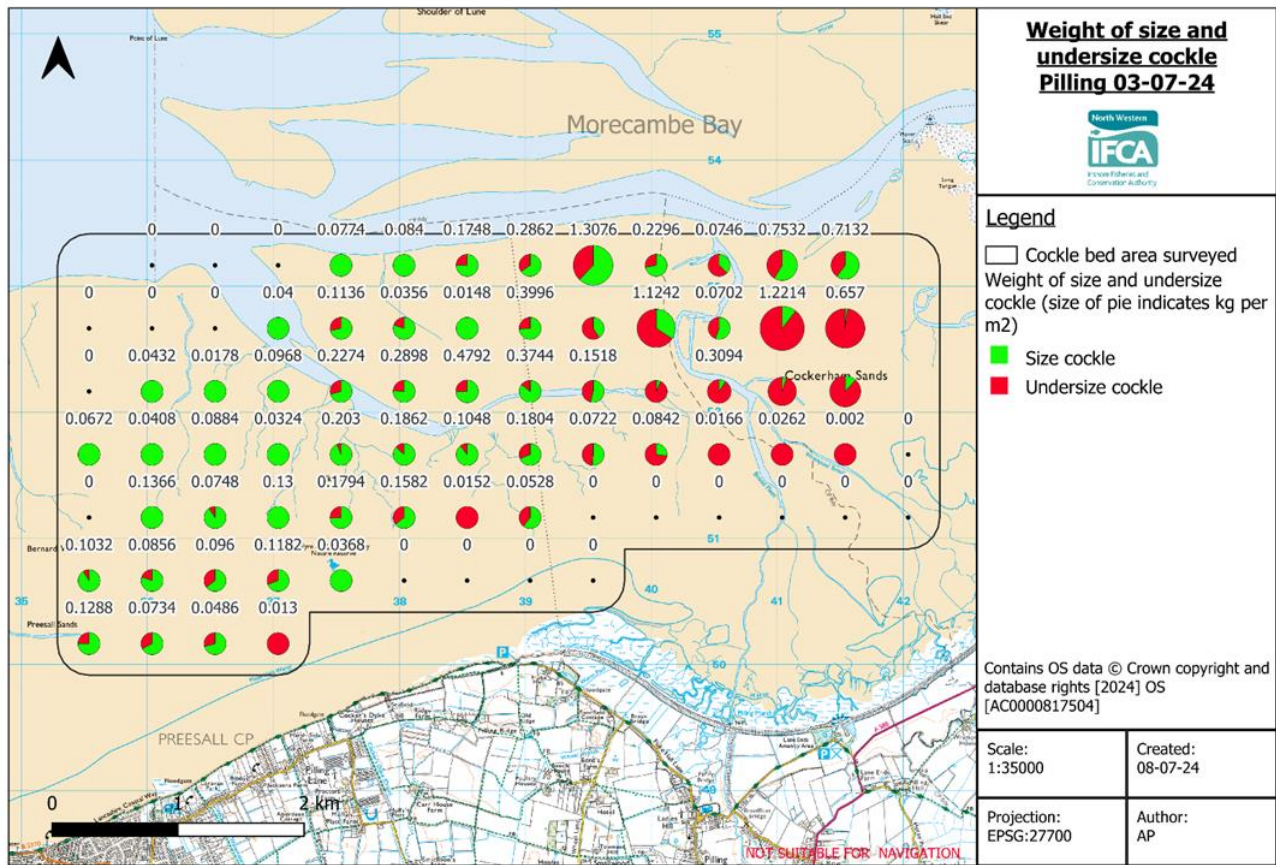 Shoulder of Lune
Point of Lune
55
Morecambe Bay
54
0 0 0 0.0774 0.084 0.1748 0.2862 1.3076 0.2296 0.0746 0.7532 0.7132
0 0 0 0.04 0.1136 0.0356 0.0148 0.3996 1.1242 0.0702 1.2214 0.657
0 0.0432 0.0178 0.0968 0.2274 0.2898 0.4792 0.3744 0.1518 0.3094
Cockerham Sands
0.0672 0.0408 0.0884 0.0324 0.203 0.1862 0.1048 0.1804 0.0722 0.0842 0.0166 0.0262 0.002 0
0 0.1366 0.0748 0.13 0.1794 0.1582 0.0152 0.0528 0 0 0 0 0 0
51
0.1032 0.0856 0.096 0.1182 0.0368 0 0 0 0
35 38 39 40 41 42
0.1288 0.0734 0.0486 0.013
Preesall Sands
50
PREESALL CP
Pilling Lane
Pilling
0 1 2 km
NOT SUITABLE FOR NAVIGATION
Weight of size and
undersize cockle
Pilling 03-07-24
North Western
IFCA
Inshore Fisheries and
Conservation Authority
Legend
Cockle bed area surveyed
Weight of size and undersize
cockle (size of pie indicates kg per
m2)
Size cockle
Undersize cockle
Contains OS data © Crown copyright and
database rights [2024] OS
[AC0000817504]
Scale:
1:35000
Created:
08-07-24
Projection:
EPSG:27700
Author:
AP